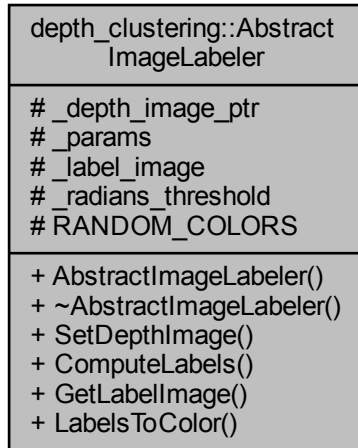 depth_clustering::Abstract
ImageLabeler
# _depth_image_ptr
# _params
# _label_image
# _radians_threshold
# RANDOM_COLORS
+ AbstractImageLabeler()
+ ~AbstractImageLabeler()
+ SetDepthImage()
+ ComputeLabels()
+ GetLabelImage()
+ LabelsToColor()